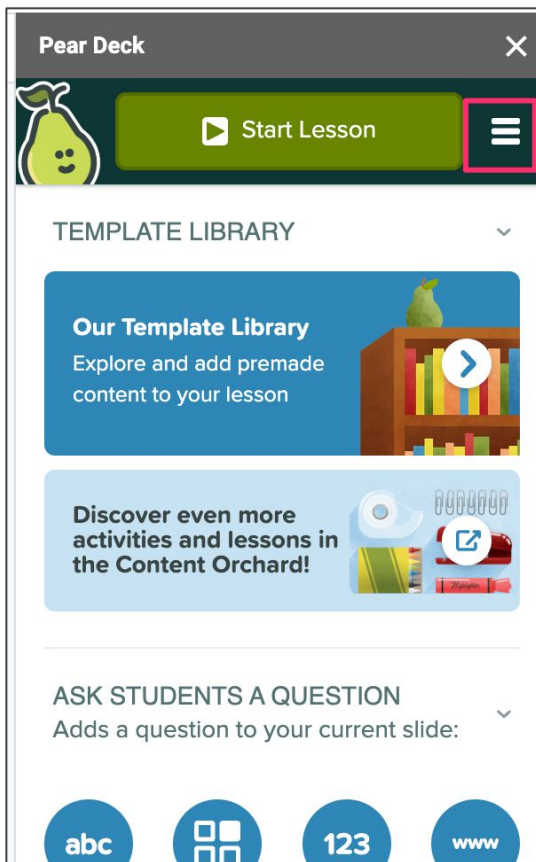 Pear Deck
Start Lesson
TEMPLATE LIBRARY
Our Template Library
Explore and add premade
content to your lesson
Discover even more
activities and lessons in
the Content Orchard!
Highlighter
ASK STUDENTS A QUESTION
Adds a question to your current slide:
abc
123
www